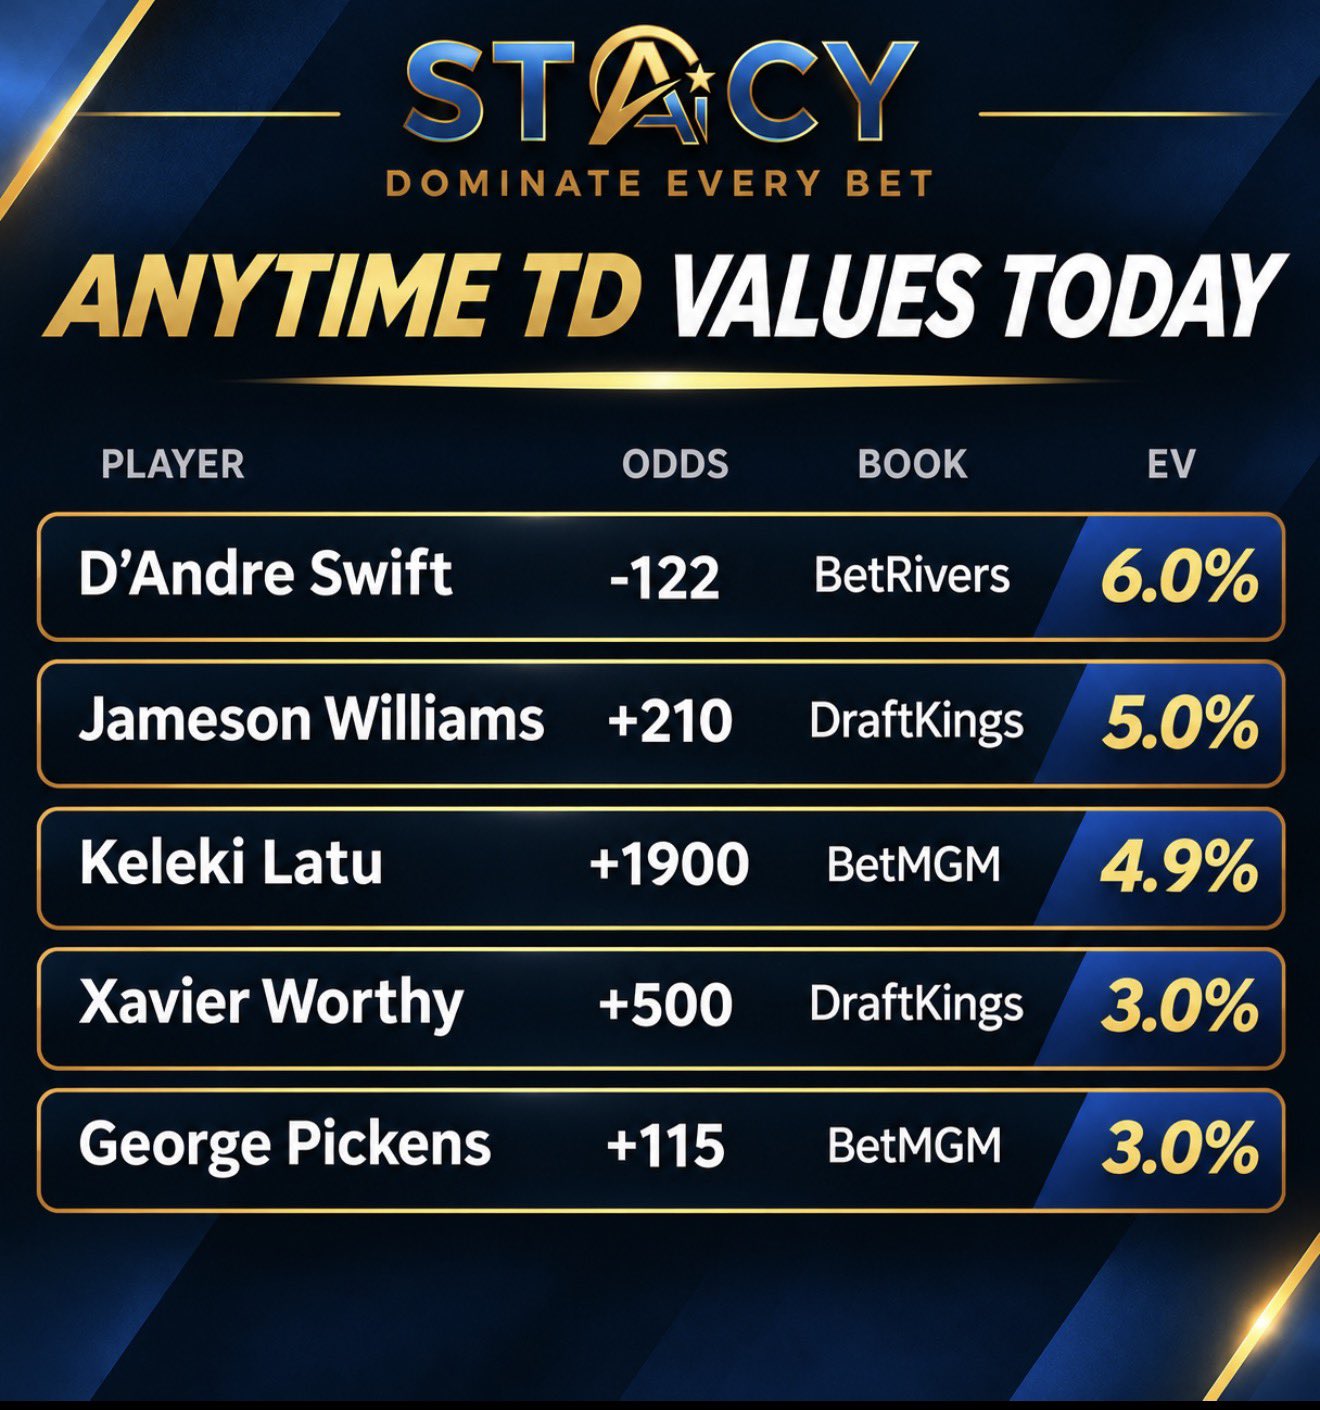 STACY
Ai
DOMINATE EVERY BET
ANYTIME TD VALUES TODAY
PLAYER ODDS BOOK EV
D’Andre Swift -122 BetRivers 6.0%
Jameson Williams +210 DraftKings 5.0%
Keleki Latu +1900 BetMGM 4.9%
Xavier Worthy +500 DraftKings 3.0%
George Pickens +115 BetMGM 3.0%